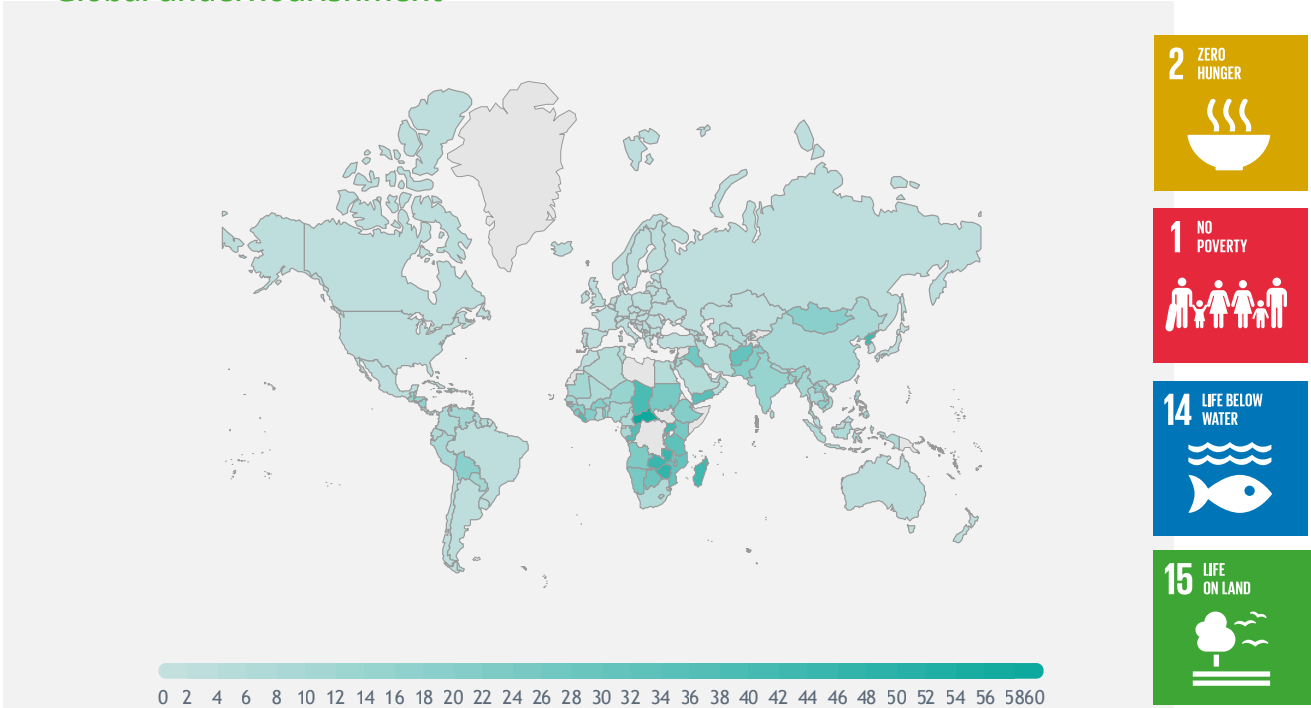 Global undernourishment
2 ZERO
HUNGER
1 NO
POVERTY
14 LIFE BELOW
WATER
15 LIFE
ON LAND
0 2 4 6 8 10 12 14 16 18 20 22 24 26 28 30 32 34 36 38 40 42 44 46 48 50 52 54 56 5860